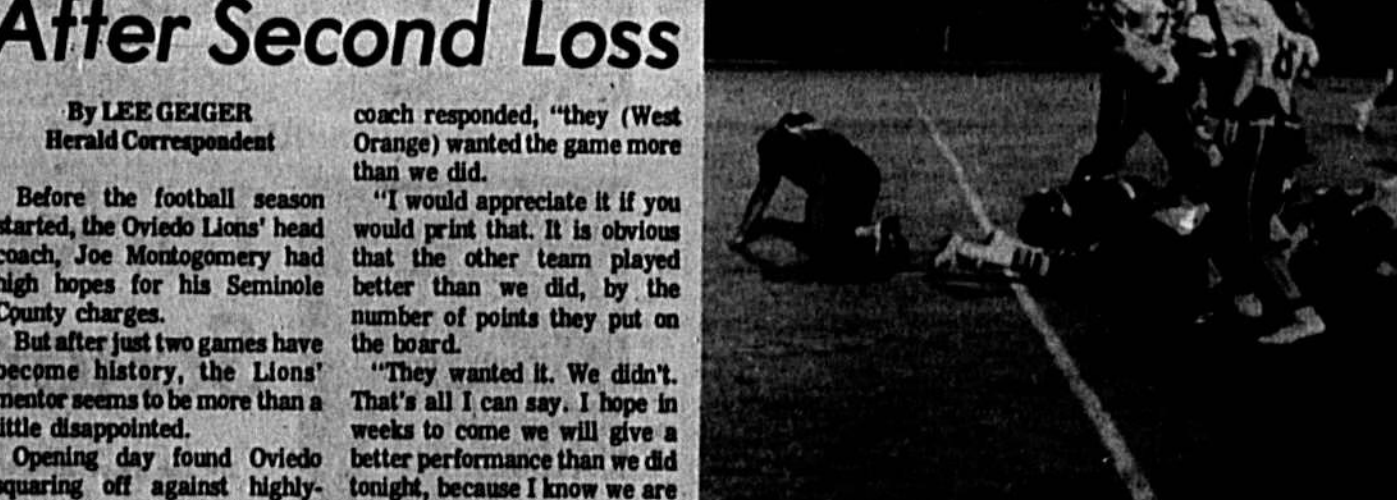 After Second Loss
By LEE GEIGER
Herald Correspondent
Before the football season
started, the Oviedo Lions' head
coach, Joe Montogomery had
high hopes for his Seminole
County charges.
But after just two games have
become history, the Lions'
mentor seems to be more than a
little disappointed.
Opening day found Oviedo
squaring off against highly-
coach responded, "they (West
Orange) wanted the game more
than we did.
"I would appreciate it if you
would print that. It is obvious
that the other team played
better than we did, by the
number of points they put on
the board.
"They wanted it. We didn't.
That's all I can say. I hope in
weeks to come we will give a
better performance than we did
tonight, because I know we are